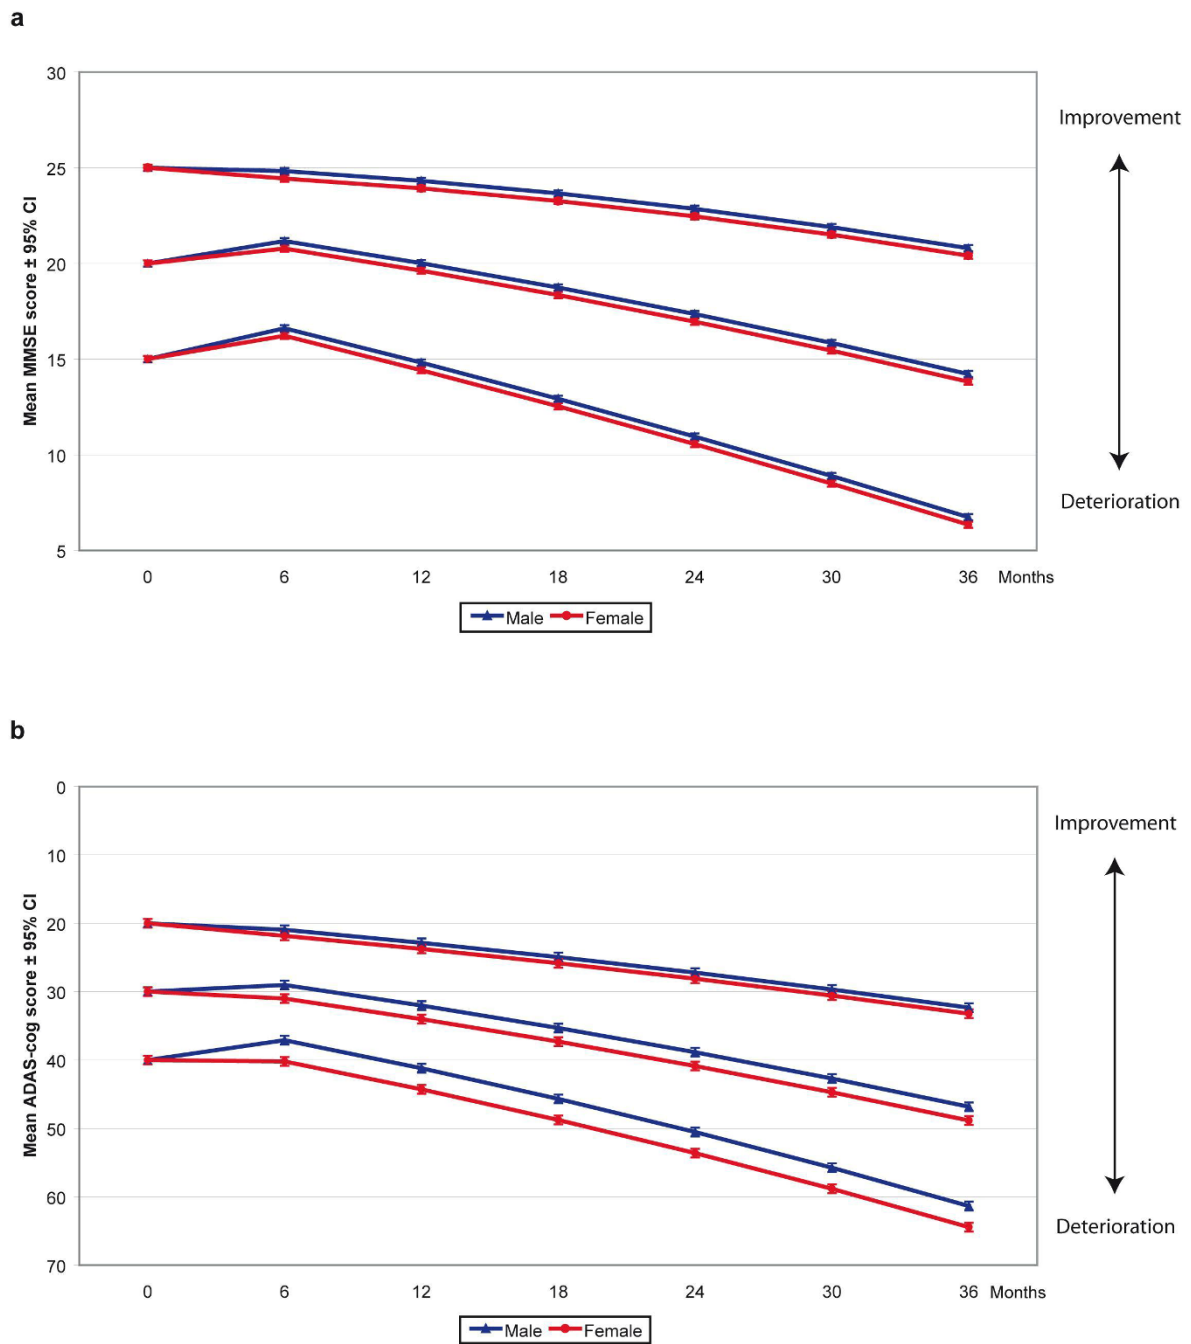 a
30
25
20
15
10
5
Mean MMSE score ± 95% CI
0 6 12 18 24 30 36 Months
Male Female
Improvement
Deterioration
b
0
10
20
30
40
50
60
70
Mean ADAS-cog score ± 95% CI
0 6 12 18 24 30 36 Months
Male Female
Improvement
Deterioration